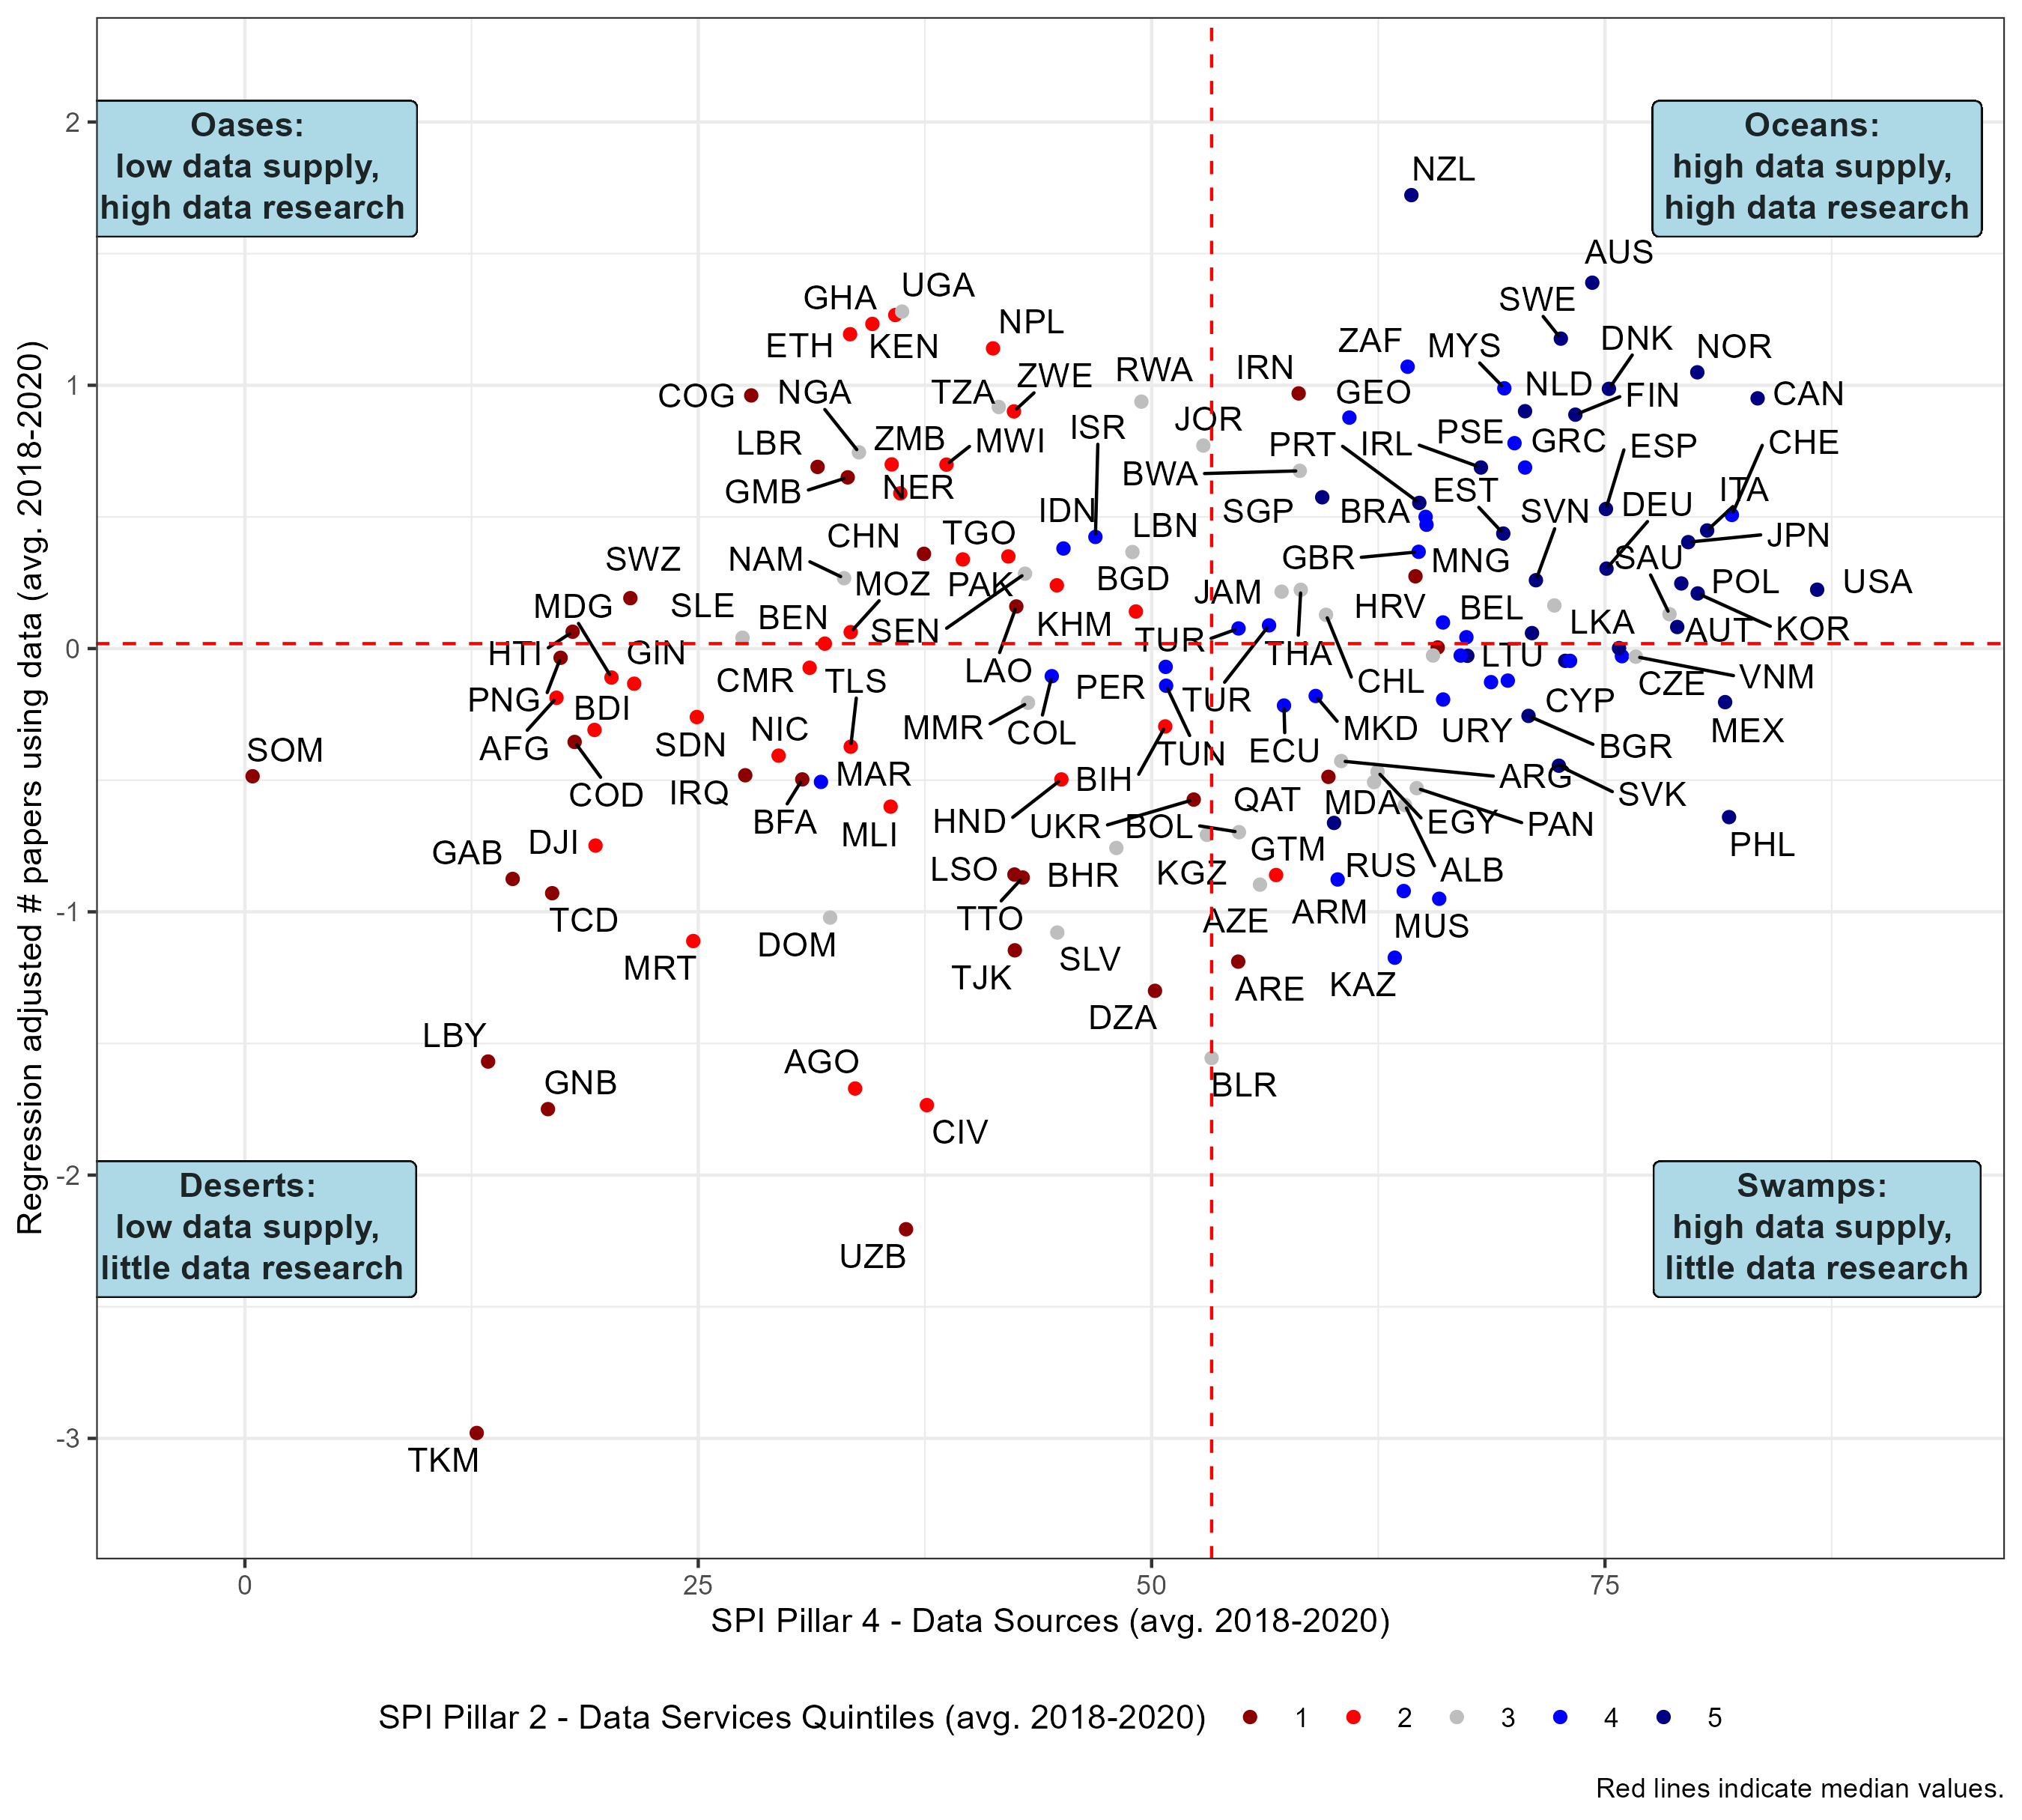 Oases:
low data supply,
high data research
Oceans:
high data supply,
high data research
Deserts:
low data supply,
little data research
Swamps:
high data supply,
little data research
2
1
0
-1
-2
-3
Regression adjusted # papers using data (avg. 2018-2020)
NZL
AUS
SWE
DNK
NOR
CAN
CHE
GHA
UGA
ETH
KEN
NPL
ZAF
MYS
NLD
FIN
COG
NGA
TZA
ZWE
RWA
IRN
GEO
JOR
LBR
ZMB
MWI
ISR
PRT
IRL
PSE
GRC
ESP
GMB
NER
IDN
BWA
SGP
BRA
EST
SVN
DEU
ITA
JPN
CHN
TGO
LBN
GBR
MNG
SAU
POL
USA
SWZ
NAM
MOZ
PAK
BGD
JAM
HRV
BEL
LKA
AUT
KOR
MDG
SLE
BEN
SEN
KHM
TUR
THA
LTU
HTI
GIN
CMR
TLS
LAO
PER
TUR
CHL
CYP
CZE
VNM
PNG
BDI
AFG
SDN
NIC
MMR
COL
TUN
ECU
MKD
URY
BGR
MEX
SOM
COD
IRQ
BFA
MAR
BIH
ARG
SVK
MLI
HND
UKR
BOL
QAT
MDA
EGY
PAN
PHL
GAB
DJI
LSO
BHR
KGZ
GTM
RUS
ALB
TCD
TTO
AZE
ARM
MUS
MRT
DOM
TJK
SLV
ARE
KAZ
DZA
LBY
GNB
AGO
CIV
BLR
UZB
TKM
0
25
50
75
SPI Pillar 4 - Data Sources (avg. 2018-2020)
SPI Pillar 2 - Data Services Quintiles (avg. 2018-2020)
1
2
3
4
5
Red lines indicate median values.